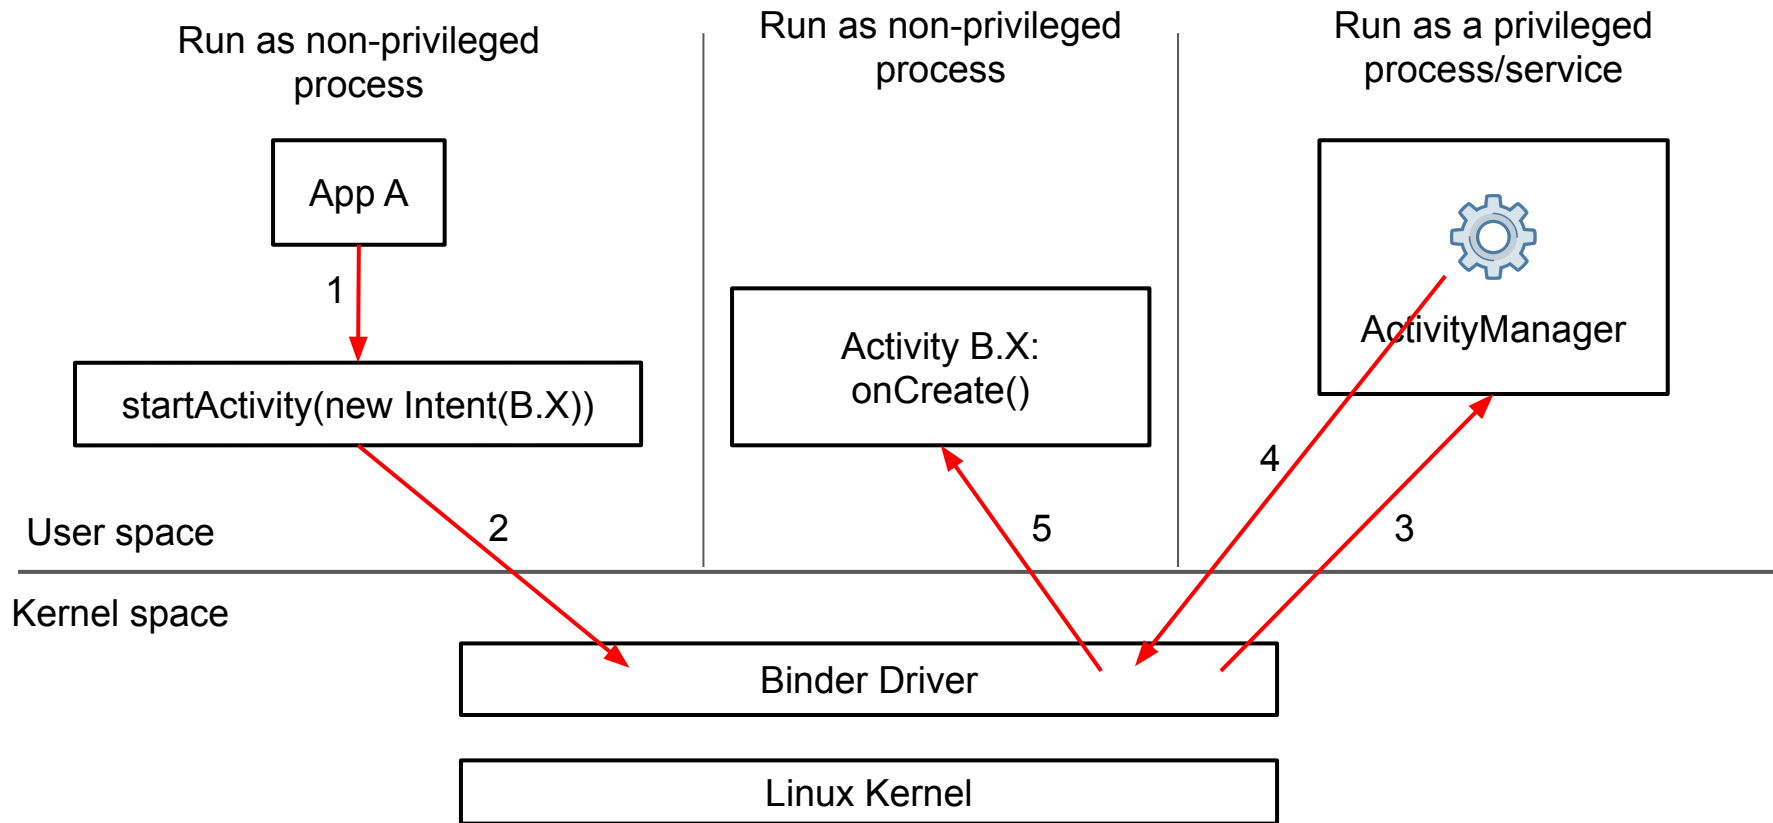 Run as non-privileged
process
Run as non-privileged
process
Run as a privileged
process/service
App A
1
startActivity(new Intent(B.X))
Activity B.X:
onCreate()
ActivityManager
4
2
5
3
User space
Kernel space
Binder Driver
Linux Kernel